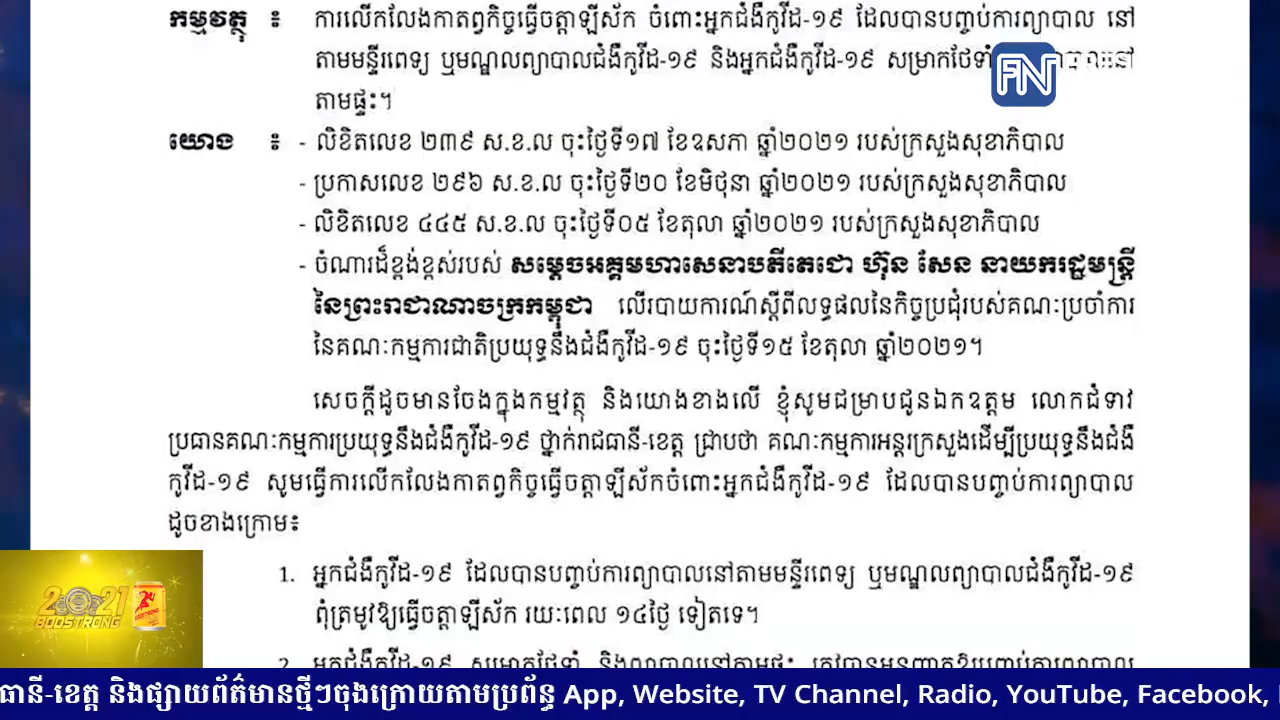 កម្មវត្ថុ ៖ ការលើកលែងកាតព្វកិច្ចធ្វើចត្តាឡីស័ក ចំពោះអ្នកជំងឺកូវីដ-១៩ ដែលបានបញ្ចប់ការព្យាបាល នៅ
តាមមន្ទីរពេទ្យ ឬមណ្ឌលព្យាបាលជំងឺកូវីដ-១៩ និងអ្នកជំងឺកូវីដ-១៩ សម្រាកថែទាំ
តាមផ្ទះ។
យោង ៖ - លិខិតលេខ ២៣៩ ស.ខ.ល ចុះថ្ងៃទី១៧ ខែឧសភា ឆ្នាំ២០២១ របស់ក្រសួងសុខាភិបាល
- ប្រកាសលេខ ២៩៦ ស.ខ.ល ចុះថ្ងៃទី២០ ខែមិថុនា ឆ្នាំ២០២១ របស់ក្រសួងសុខាភិបាល
- លិខិតលេខ ៤៤៥ ស.ខ.ល ចុះថ្ងៃទី០៥ ខែតុលា ឆ្នាំ២០២១ របស់ក្រសួងសុខាភិបាល
- ចំណារដ៏ខ្ពង់ខ្ពស់របស់ សម្តេចអគ្គមហាសេនាបតីតេជោ ហ៊ុន សែន នាយករដ្ឋមន្ត្រី
នៃព្រះរាជាណាចក្រកម្ពុជា លើរបាយការណ៍ស្តីពីលទ្ធផលនៃកិច្ចប្រជុំរបស់គណៈប្រចាំការ
នៃគណៈកម្មការជាតិប្រយុទ្ធនឹងជំងឺកូវីដ-១៩ ចុះថ្ងៃទី១៥ ខែតុលា ឆ្នាំ២០២១។
សេចក្តីដូចមានចែងក្នុងកម្មវត្ថុ និងយោងខាងលើ ខ្ញុំសូមជម្រាបជូនឯកឧត្តម លោកជំទាវ
ប្រធានគណៈកម្មការប្រយុទ្ធនឹងជំងឺកូវីដ-១៩ ថ្នាក់រាជធានី-ខេត្ត ជ្រាបថា គណៈកម្មការអន្តរក្រសួងដើម្បីប្រយុទ្ធនឹងជំងឺ
កូវីដ-១៩ សូមធ្វើការលើកលែងកាតព្វកិច្ចធ្វើចត្តាឡីស័កចំពោះអ្នកជំងឺកូវីដ-១៩ ដែលបានបញ្ចប់ការព្យាបាល
ដូចខាងក្រោម៖
1. អ្នកជំងឺកូវីដ-១៩ ដែលបានបញ្ចប់ការព្យាបាលនៅតាមមន្ទីរពេទ្យ ឬមណ្ឌលព្យាបាលជំងឺកូវីដ-១៩
ពុំត្រូវឱ្យធ្វើចត្តាឡីស័ក រយៈពេល ១៤ថ្ងៃ ទៀតទេ។
2. អ្នកជំងឺកូវីដ-១៩ សម្រាកថែទាំ និងព្យាបាលនៅតាមផ្ទះ
FN
2021
BOOSTRONG
ធានី-ខេត្ត និងផ្សាយព័ត៌មានថ្មីៗចុងក្រោយតាមប្រព័ន្ធ App, Website, TV Channel, Radio, YouTube, Facebook,